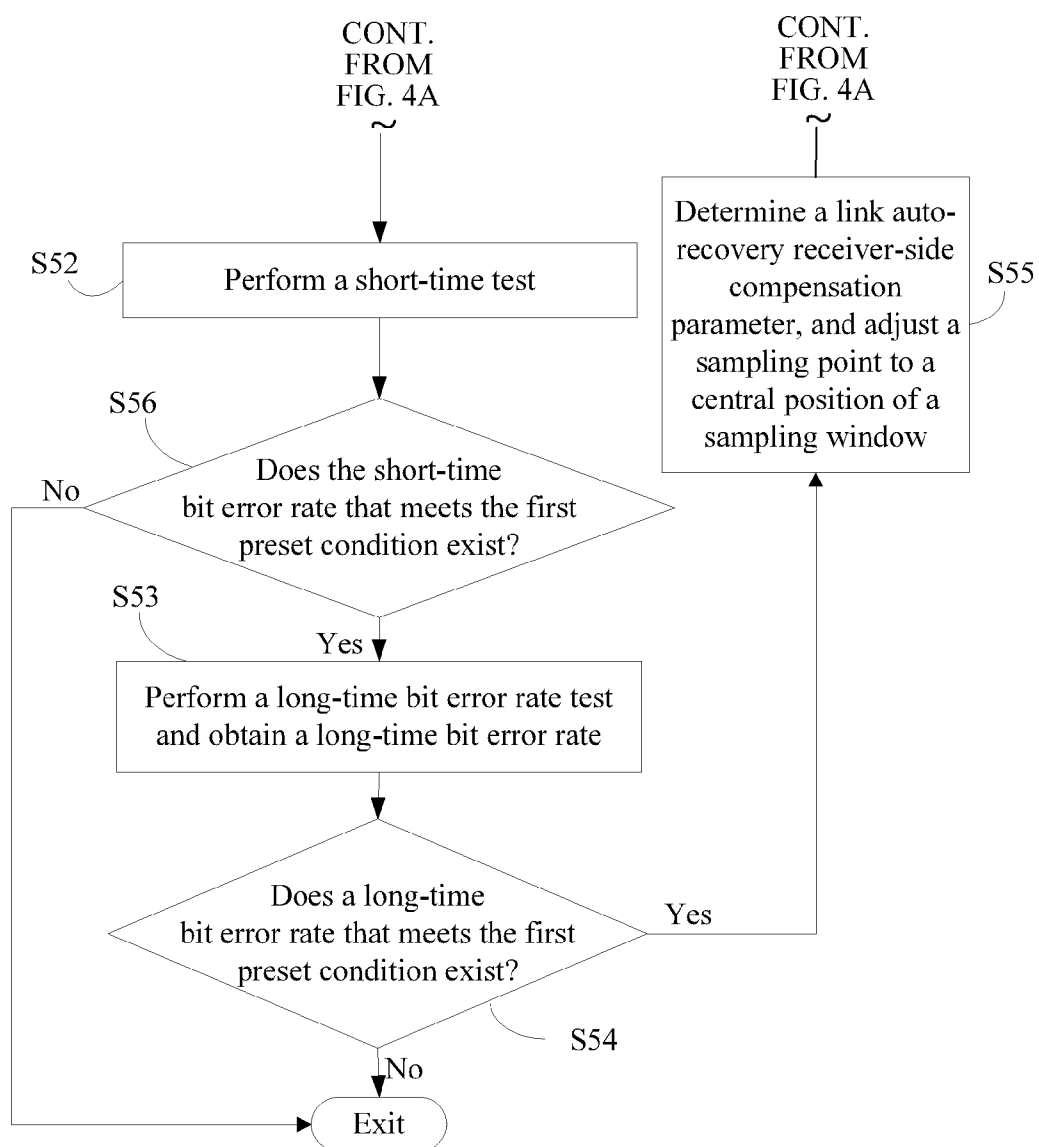 CONT.
FROM
FIG. 4A
~
CONT.
FROM
FIG. 4A
~
S52
Perform a short-time test
Determine a link auto-
recovery receiver-side
compensation
parameter, and adjust a
sampling point to a
central position of a
sampling window
S55
S56
Does the short-time
bit error rate that meets the first
preset condition exist?
No
Yes
S53
Perform a long-time bit error rate test
and obtain a long-time bit error rate
Does a long-time
bit error rate that meets the first
preset condition exist?
Yes
S54
No
Exit